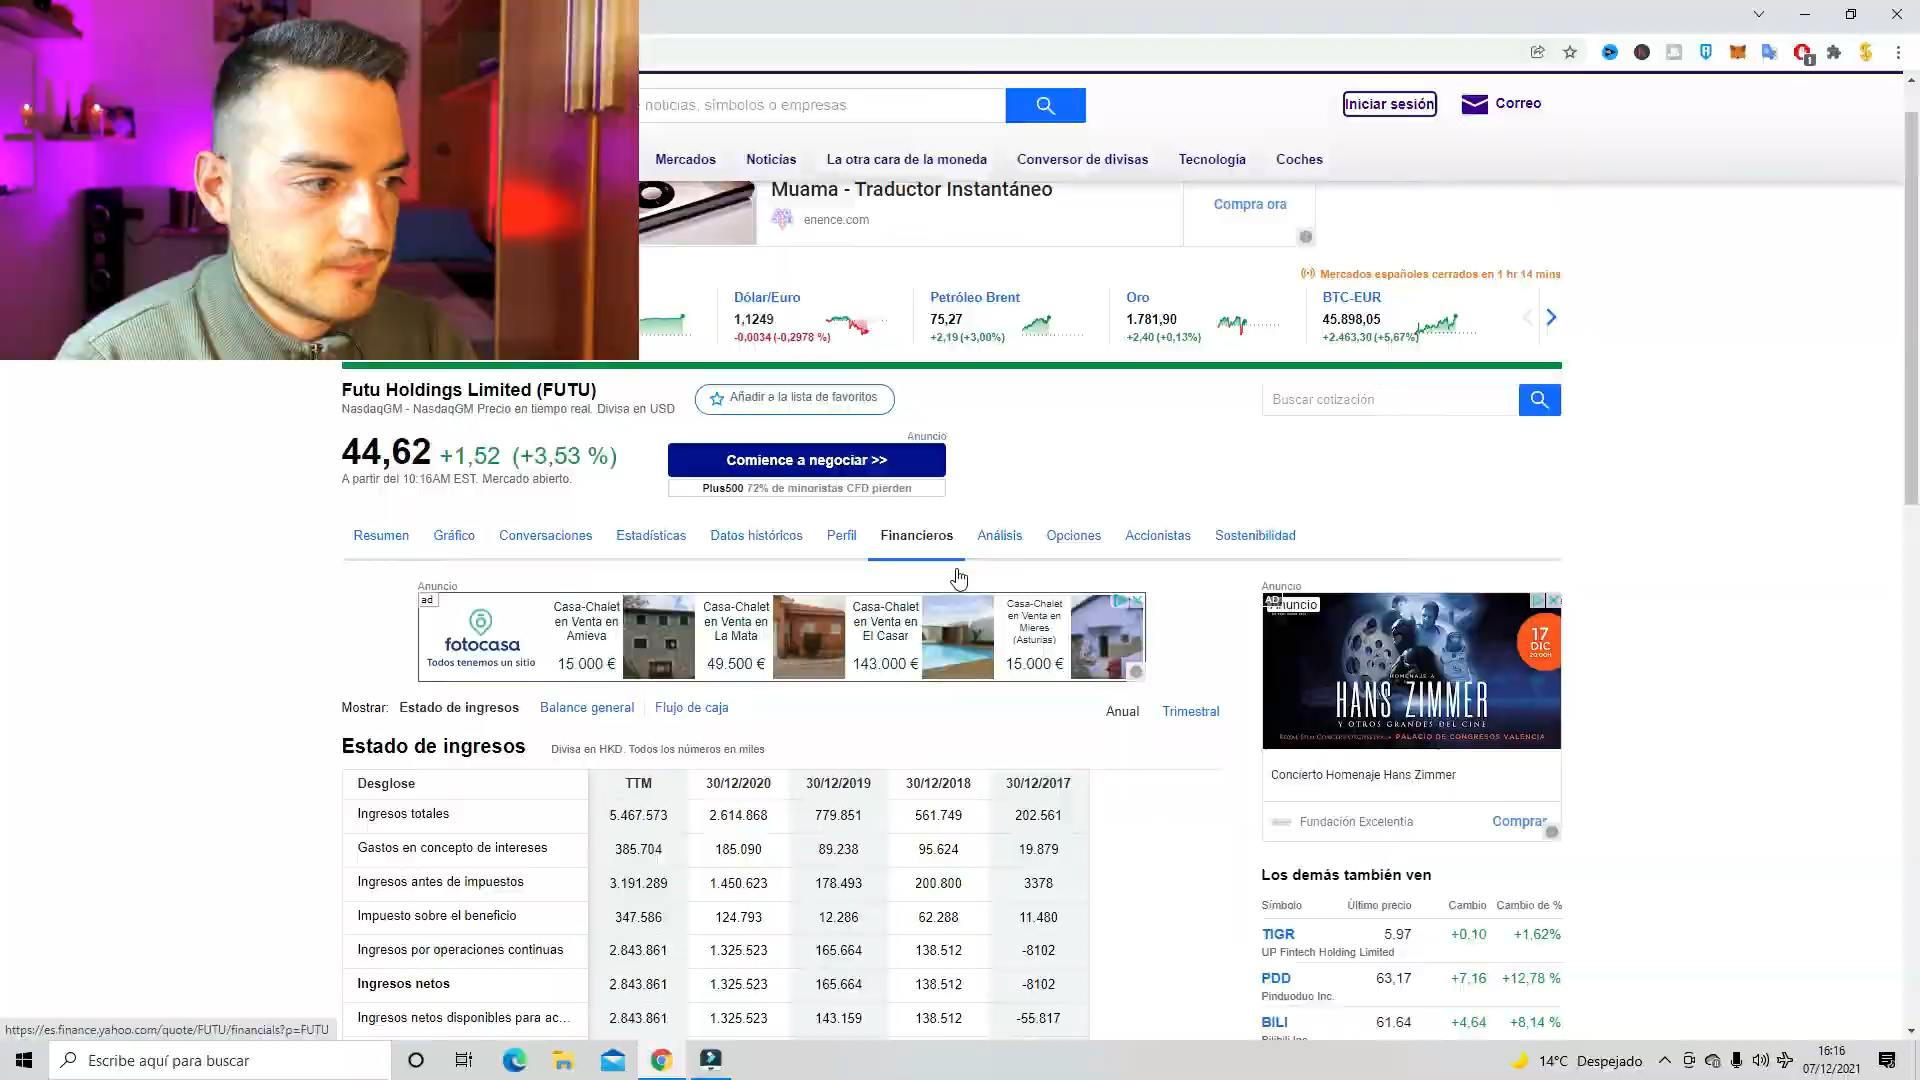 noticias, símbolos o empresas
Iniciar sesión
Correo
Mercados
Noticias
La otra cara de la moneda
Conversor de divisas
Tecnología
Coches
Muama - Traductor Instantáneo
enence.com
Compra ora
Mercados españoles cerrados en 1 hr 14 mins
Dólar/Euro
1,1249
-0,0034 (-0,2978 %)
Petróleo Brent
75,27
+2,19 (+3,00%)
Oro
1.781,90
+2,40 (+0,13%)
BTC-EUR
45.898,05
+2.463,30 (+5,67%)
Futu Holdings Limited (FUTU)
NasdaqGM - NasdaqGM Precio en tiempo real. Divisa en USD
Añadir a la lista de favoritos
Buscar cotización
44,62 +1,52 (+3,53 %)
A partir del 10:16AM EST. Mercado abierto.
Anuncio
Comience a negociar >>
Plus500 72% de minoristas CFD pierden
Resumen
Gráfico
Conversaciones
Estadísticas
Datos históricos
Perfil
Financieros
Análisis
Opciones
Accionistas
Sostenibilidad
Anuncio
ad
fotocasa
Todos tenemos un sitio
Casa-Chalet
en Venta en
Amieva
15 000 €
Casa-Chalet
en Venta en
La Mata
49.500 €
Casa-Chalet
en Venta en
El Casar
143.000 €
Casa-Chalet
en Venta en
Mieres
(Asturias)
15.000 €
Anuncio
AD
Anuncio
17
DIC
20:00H
HOMENAJE A
HANS ZIMMER
Y OTROS GRANDES DEL CINE
PALACIO DE CONGRESOS VALENCIA
Concierto Homenaje Hans Zimmer
Fundación Excelentia
Comprar
Mostrar:
Estado de ingresos
Balance general
Flujo de caja
Anual
Trimestral
Estado de ingresos
Divisa en HKD. Todos los números en miles
Desglose TTM 30/12/2020 30/12/2019 30/12/2018 30/12/2017
Ingresos totales 5.467.573 2.614.868 779.851 561.749 202.561
Gastos en concepto de intereses 385.704 185.090 89.238 95.624 19.879
Ingresos antes de impuestos 3.191.289 1.450.623 178.493 200.800 3378
Impuesto sobre el beneficio 347.586 124.793 12.286 62.288 11.480
Ingresos por operaciones continuas 2.843.861 1.325.523 165.664 138.512 -8102
Ingresos netos 2.843.861 1.325.523 165.664 138.512 -8102
Ingresos netos disponibles para ac... 2.843.861 1.325.523 143.159 138.512 -55.817
Los demás también ven
Símbolo Último precio Cambio Cambio de %
TIGR 5,97 +0,10 +1,62%
UP Fintech Holding Limited
PDD 63,17 +7,16 +12,78 %
Pinduoduo Inc.
BILI 61,64 +4,64 +8,14 %
Bilibili Inc.
https://es.finance.yahoo.com/quote/FUTU/financials?p=FUTU
Escribe aquí para buscar
14°C Despejado
16:16
07/12/2021
1